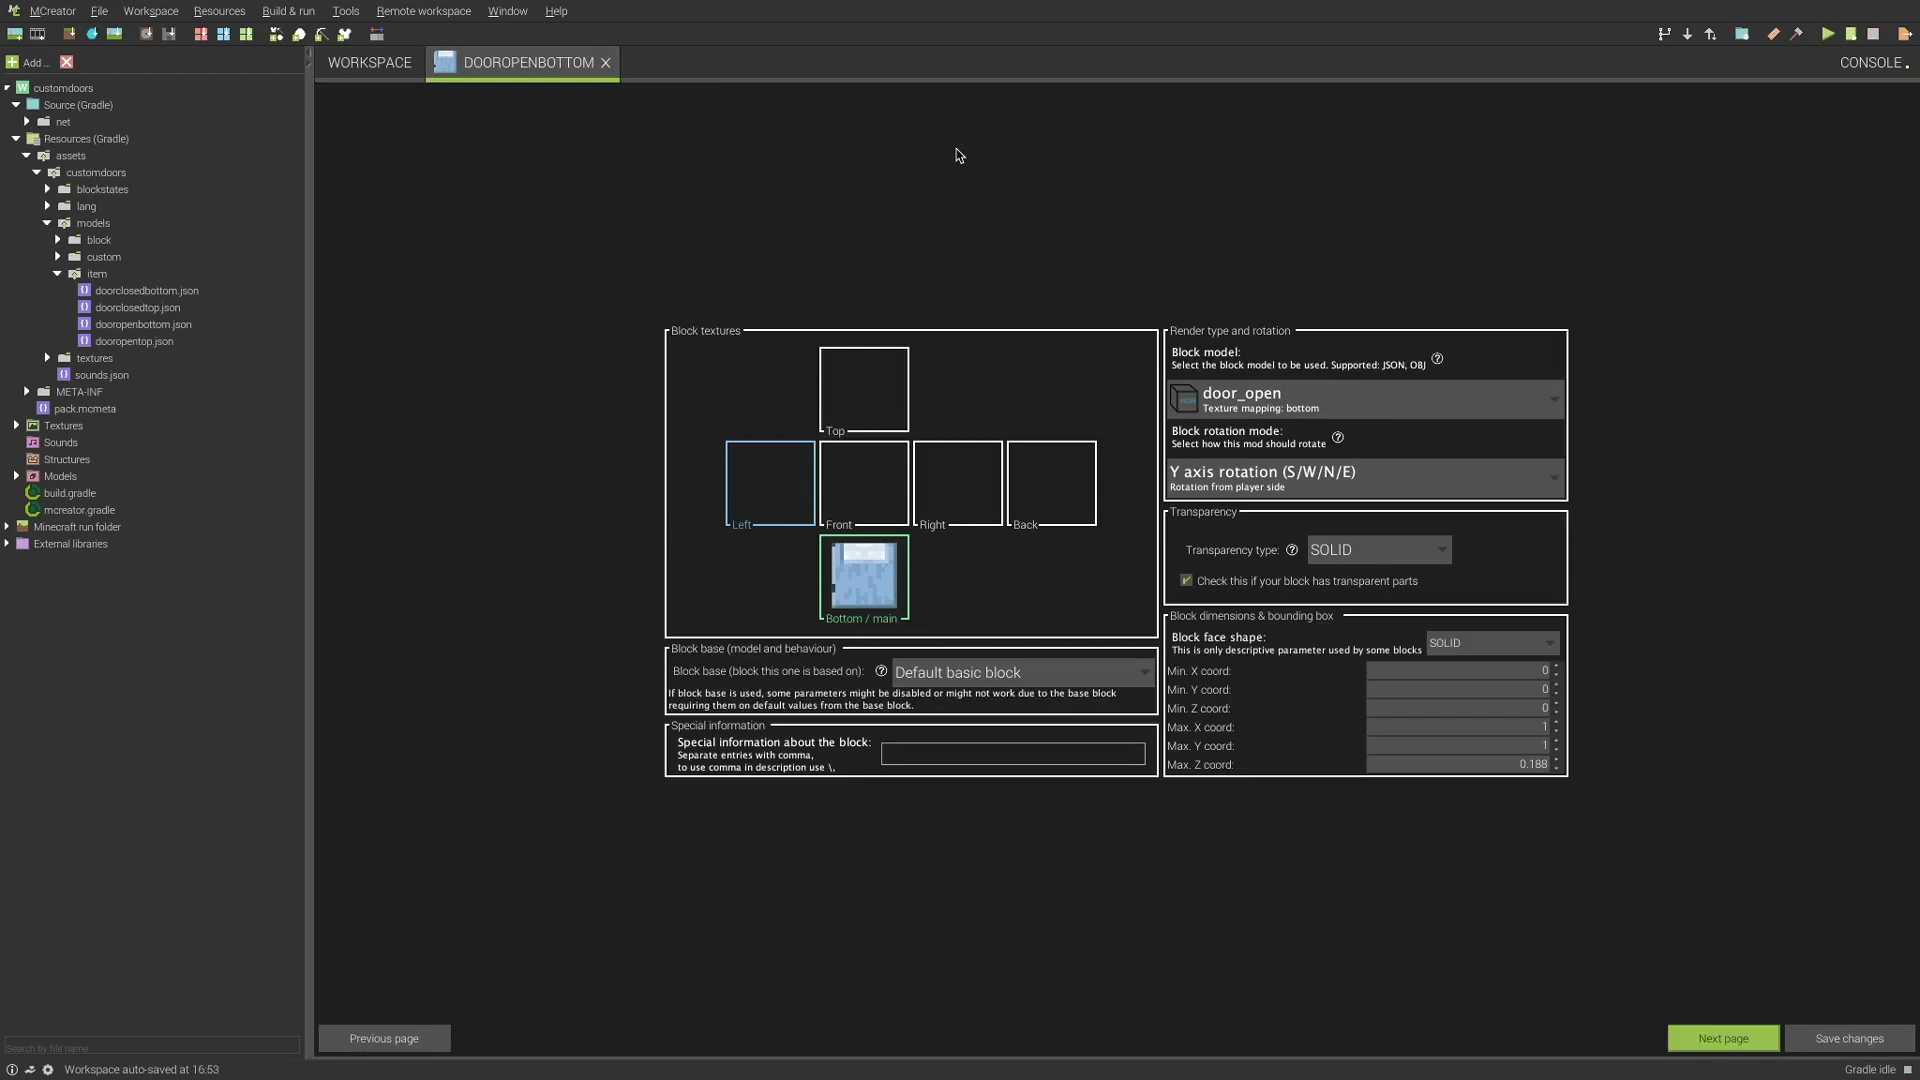 MCreator File Workspace Resources Build & run Tools Remote workspace Window Help
Add ...
WORKSPACE
DOOROPENBOTTOM
CONSOLE
customdoors
Source (Gradle)
net
Resources (Gradle)
assets
customdoors
blockstates
lang
models
block
custom
item
doorclosedbottom.json
doorclosedtop.json
dooropenbottom.json
dooropentop.json
textures
sounds.json
META-INF
pack.mcmeta
Textures
Sounds
Structures
Models
build.gradle
mcreator.gradle
Minecraft run folder
External libraries
Search by file name
Block textures
Top
Left
Front
Right
Back
Bottom / main
Block base (model and behaviour)
Block base (block this one is based on):
Default basic block
If block base is used, some parameters might be disabled or might not work due to the base block
requiring them on default values from the base block.
Special information
Special information about the block:
Separate entries with comma,
to use comma in description use \,
Render type and rotation
Block model:
Select the block model to be used. Supported: JSON, OBJ
door_open
Texture mapping: bottom
Block rotation mode:
Select how this mod should rotate
Y axis rotation (S/W/N/E)
Rotation from player side
Transparency
Transparency type:
SOLID
Check this if your block has transparent parts
Block dimensions & bounding box
Block face shape:
This is only descriptive parameter used by some blocks
SOLID
Min. X coord: 0
Min. Y coord: 0
Min. Z coord: 0
Max. X coord: 1
Max. Y coord: 1
Max. Z coord: 0.188
Previous page
Next page
Save changes
Workspace auto-saved at 16:53
Gradle idle